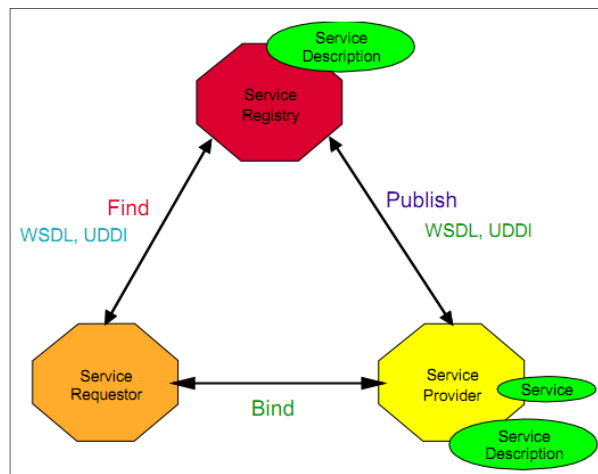 Service
Description
Service
Registry
Find
WSDL, UDDI
Publish
WSDL, UDDI
Service
Requestor
Bind
Service
Provider
Service
Service
Description